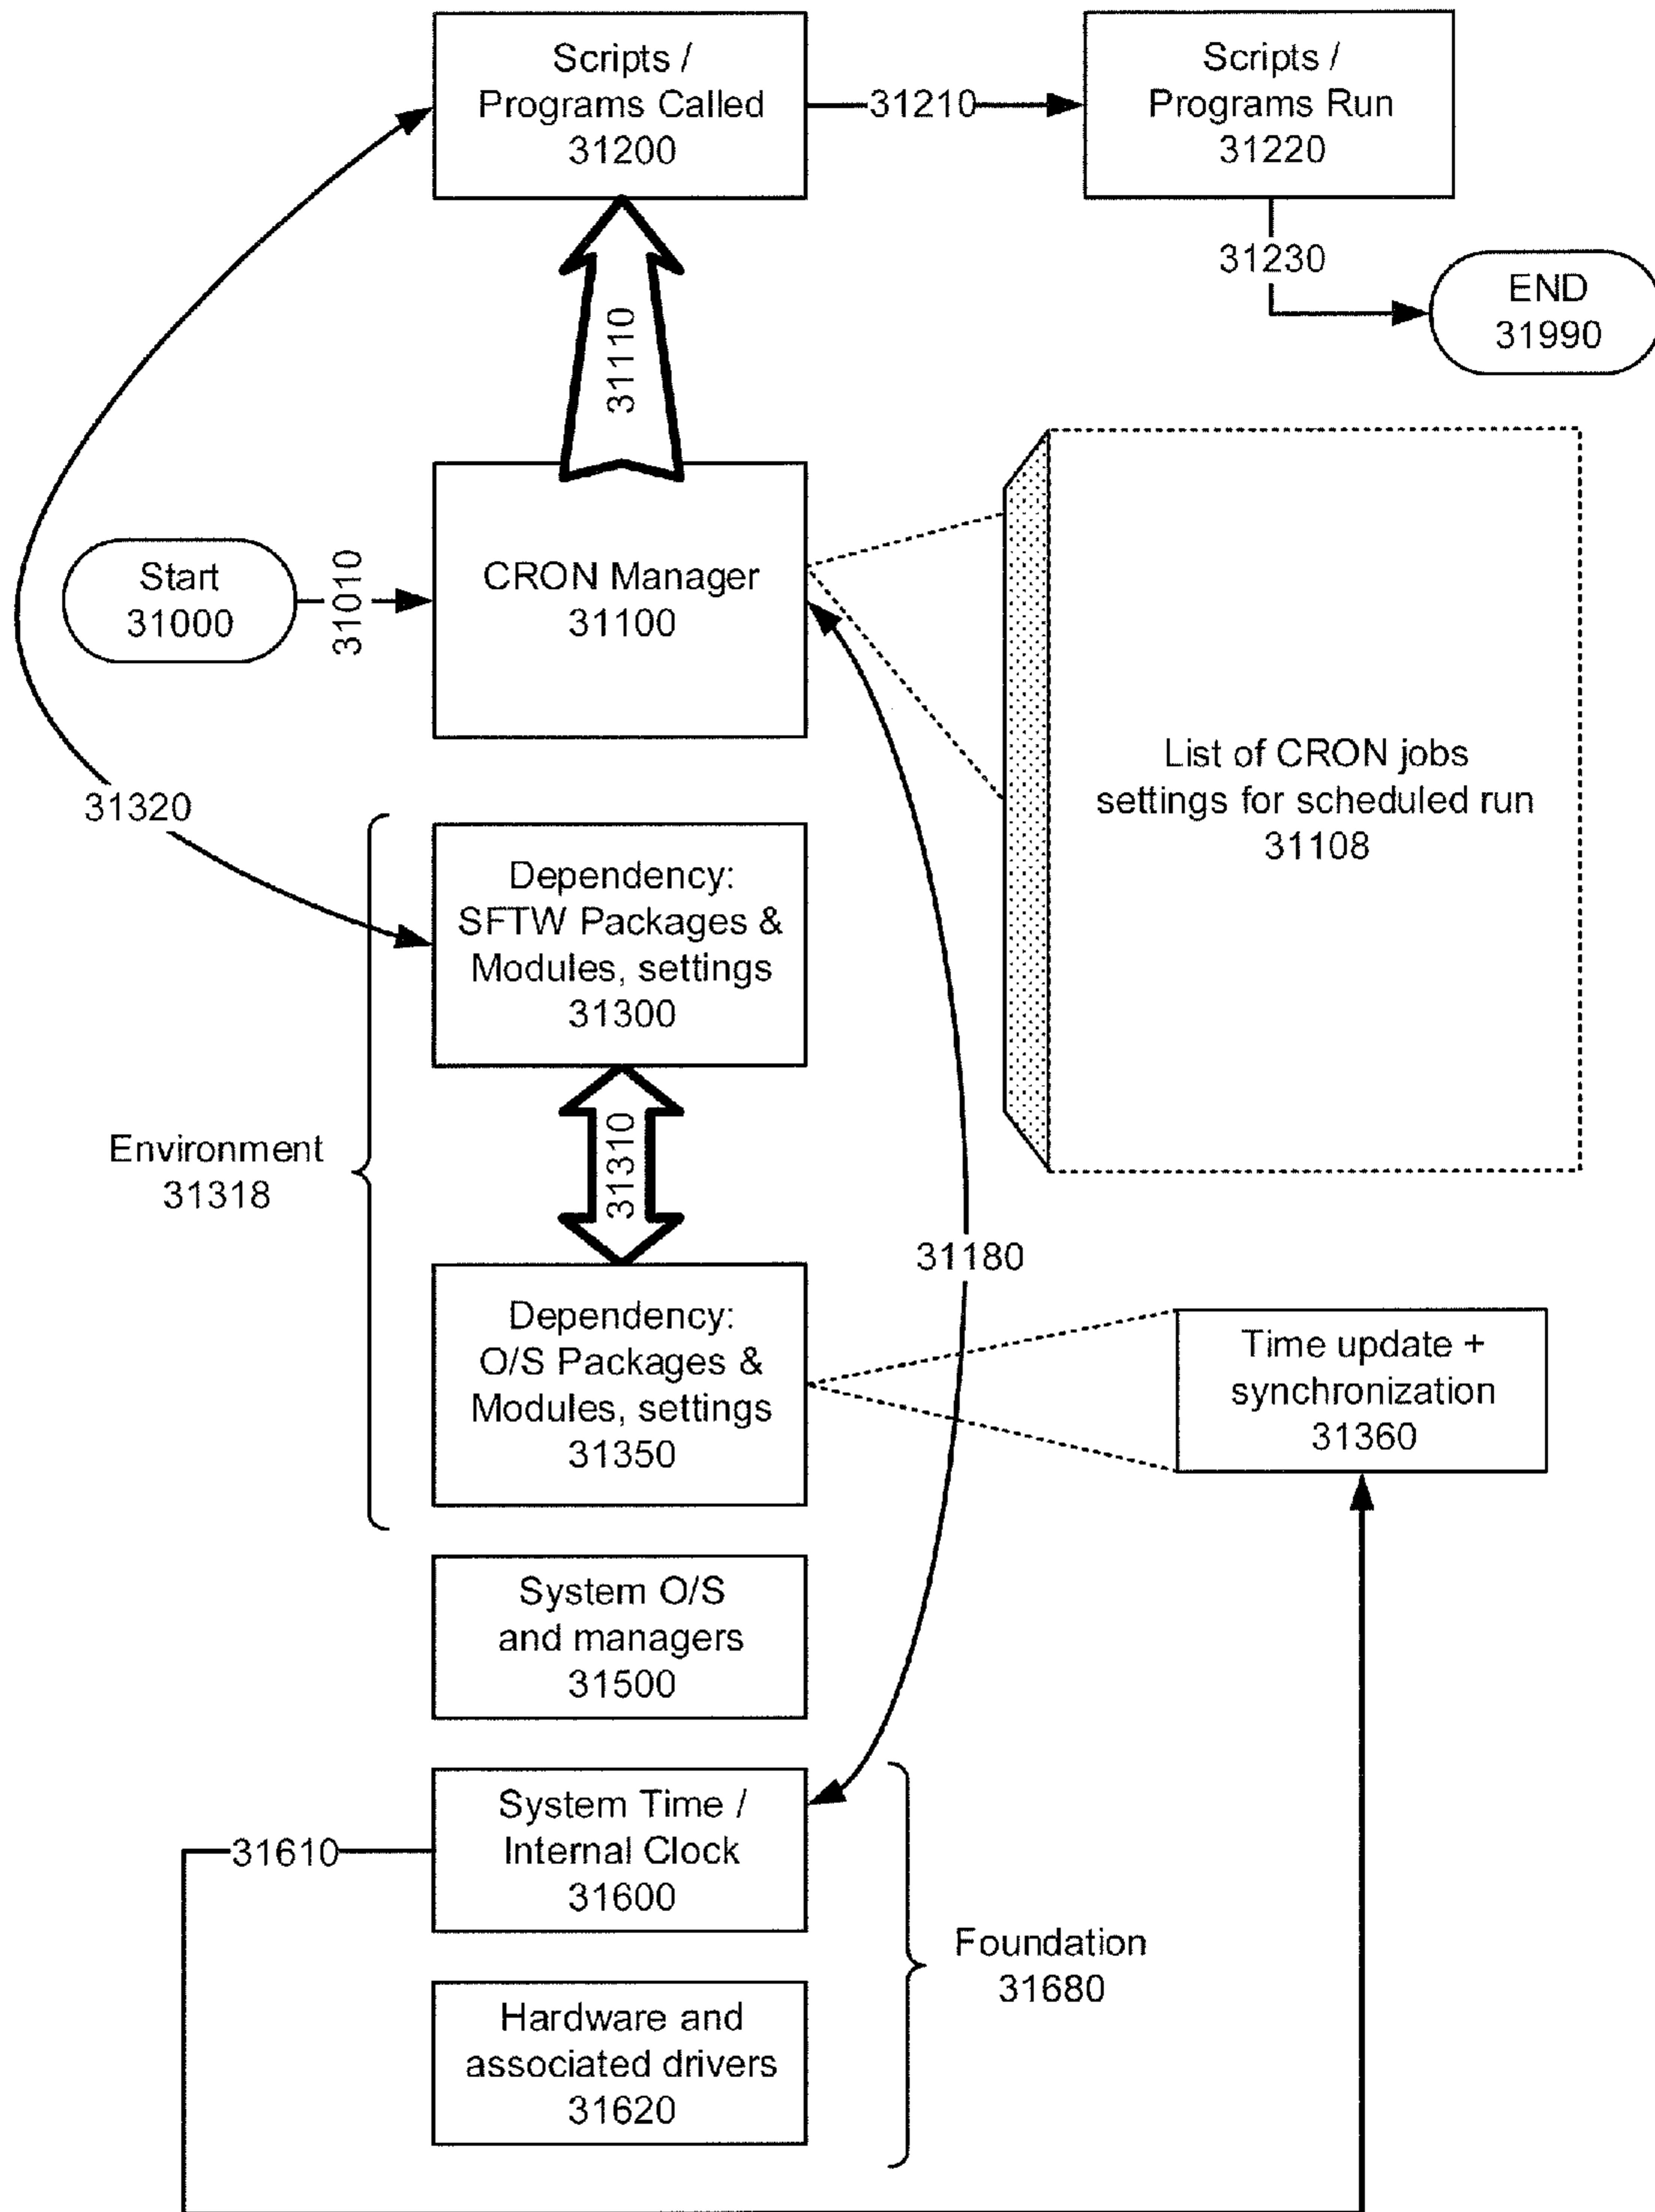 Scripts /
Programs Called
31200
31210
Scripts /
Programs Run
31220
31230
END
31990
31110
Start
31000
31010
CRON Manager
31100
List of CRON jobs
settings for scheduled run
31108
31320
Dependency:
SFTW Packages &
Modules, settings
31300
Environment
31318
31310
31180
Dependency:
O/S Packages &
Modules, settings
31350
Time update +
synchronization
31360
System O/S
and managers
31500
System Time /
Internal Clock
31600
31610
Foundation
31680
Hardware and
associated drivers
31620